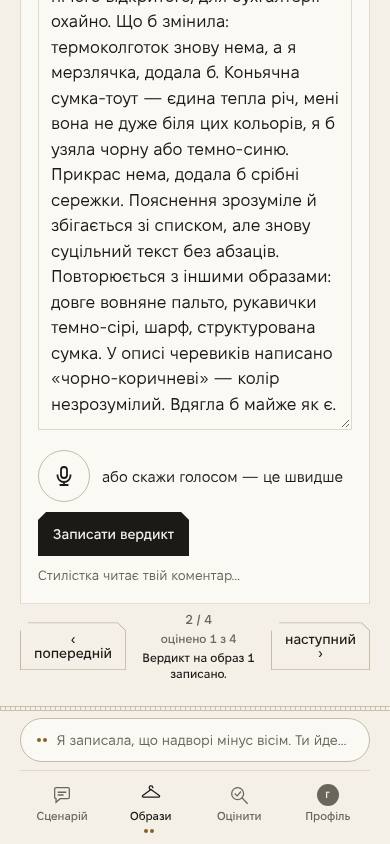 охайно. Що б змінила:
термоколготок знову нема, а я
мерзлячка, додала б. Коньячна
сумка-тоут — єдина тепла річ, мені
вона не дуже біля цих кольорів, я б
узяла чорну або темно-синю.
Прикрас нема, додала б срібні
сережки. Пояснення зрозуміле й
збігається зі списком, але знову
суцільний текст без абзаців.
Повторюється з іншими образами:
довге вовняне пальто, рукавички
темно-сірі, шарф, структурована
сумка. У описі черевиків написано
«чорно-коричневі» — колір
незрозумілий. Вдягла б майже як є.
або скажи голосом — це швидше
Записати вердикт
Стилістка читає твій коментар...
2 / 4
‹ попередній
оцінено 1 з 4
наступний ›
Вердикт на образ 1
записано.
Я записала, що надворі мінус вісім. Ти йде...
Сценарій
Образи
Оцінити
Г
Профіль